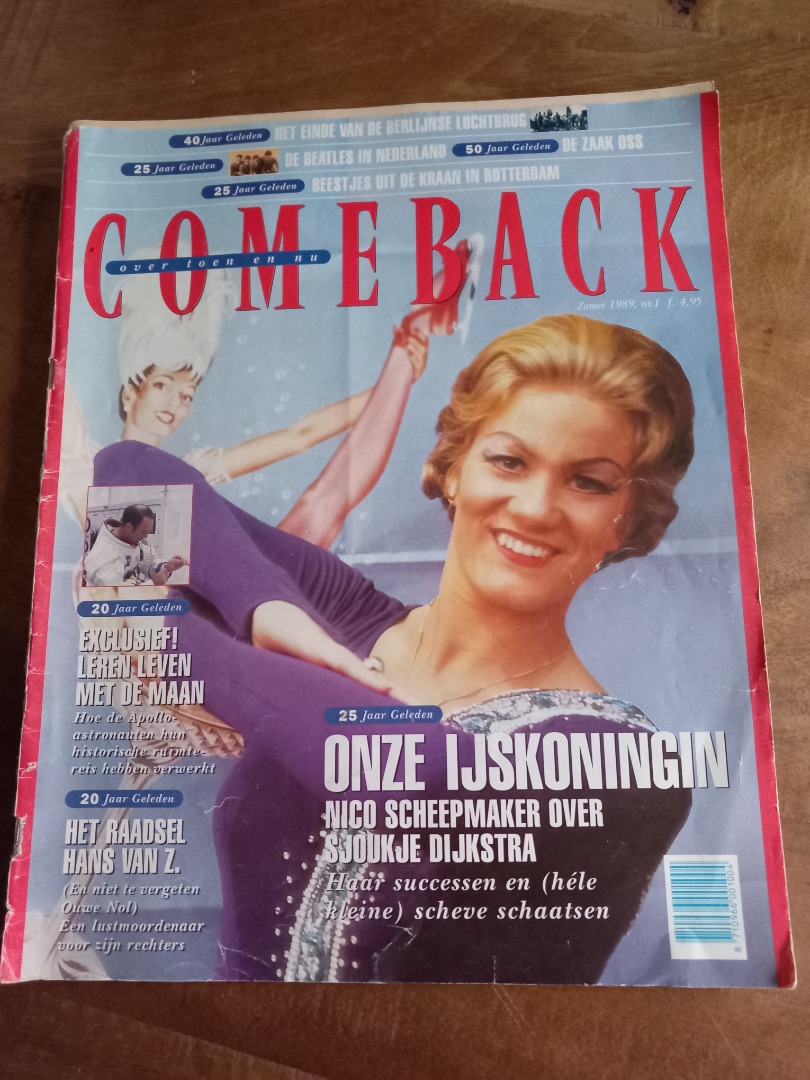 40 Jaar Geleden HET EINDE VAN DE BERLIJNSE LUCHTBRUG
25 Jaar Geleden DE BEATLES IN NEDERLAND 50 Jaar Geleden DE ZAAK OSS
25 Jaar Geleden BEESTJES UIT DE KRAAN IN ROTTERDAM
COMEBACK
over toen en nu
Zomer 1989, nr.1 f. 4,95
20 Jaar Geleden
EXCLUSIEF!
LEREN LEVEN
MET DE MAAN
Hoe de Apollo-
astronauten hun
historische ruimte-
reis hebben verwerkt
20 Jaar Geleden
HET RAADSEL
HANS VAN Z.
(En niet te vergeten
Ouwe Nol)
Een lustmoordenaar
voor zijn rechters
25 Jaar Geleden
ONZE IJSKONINGIN
NICO SCHEEPMAKER OVER
SJOUKJE DIJKSTRA
Haar successen en (héle
kleine) scheve schaatsen
8 710966 001004